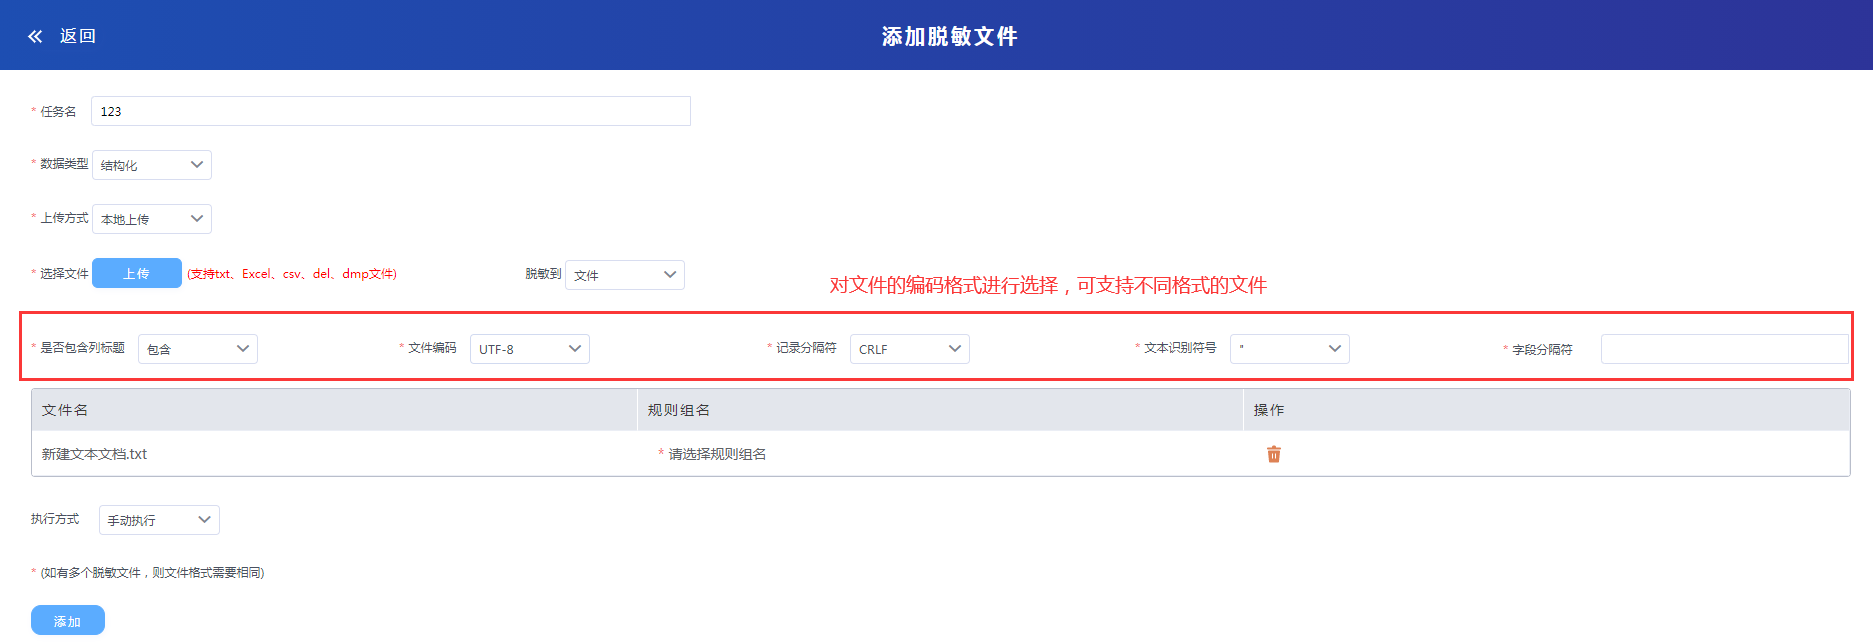 返回
添加脱敏文件
* 任务名 123
* 数据类型 结构化
* 上传方式 本地上传
* 选择文件 上传 (支持txt、Excel、csv、del、dmp文件) 脱敏到 文件
对文件的编码格式进行选择，可支持不同格式的文件
* 是否包含列标题 包含 * 文件编码 UTF-8 * 记录分隔符 CRLF * 文本识别符号 " * 字段分隔符
文件名 规则组名 操作
新建文本文档.txt * 请选择规则组名
执行方式 手动执行
* (如有多个脱敏文件，则文件格式需要相同)
添加